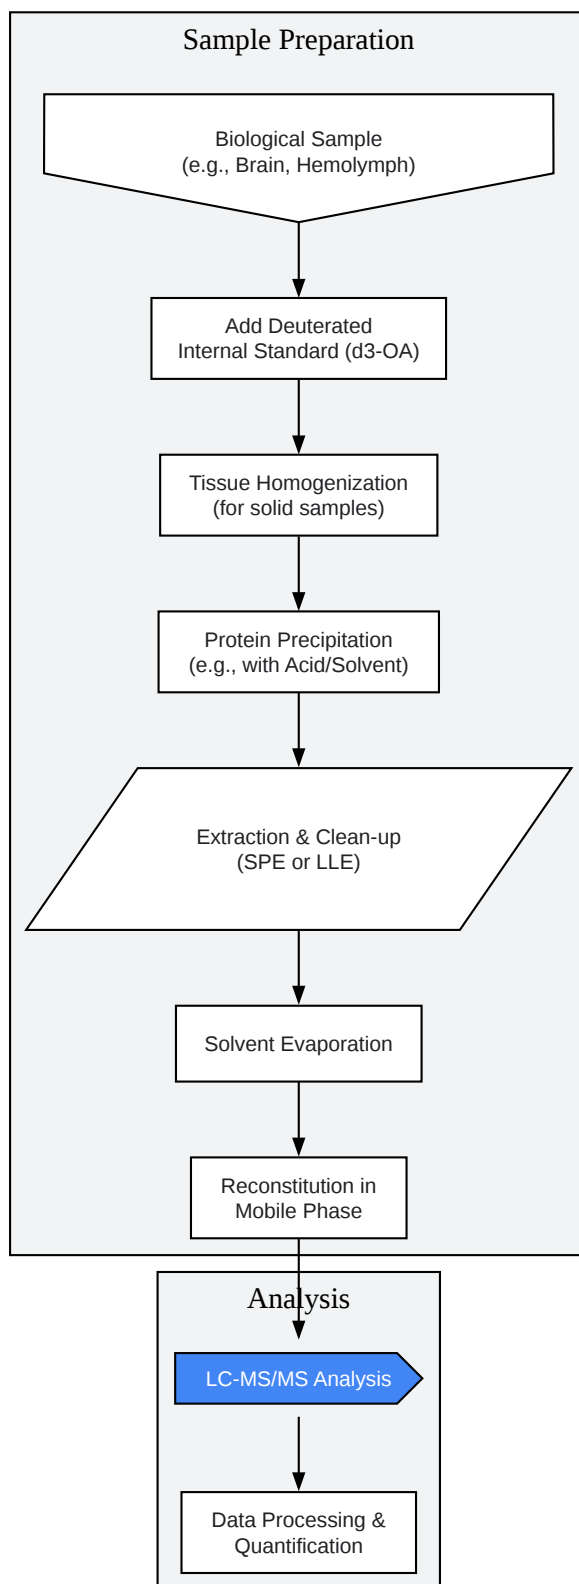 Sample Preparation
Biological Sample
(e.g., Brain, Hemolymph)
Add Deuterated
Internal Standard (d3-OA)
Tissue Homogenization
(for solid samples)
Protein Precipitation
(e.g., with Acid/Solvent)
Extraction & Clean-up
(SPE or LLE)
Solvent Evaporation
Reconstitution in
Mobile Phase
Analysis
LC-MS/MS Analysis
Data Processing &
Quantification